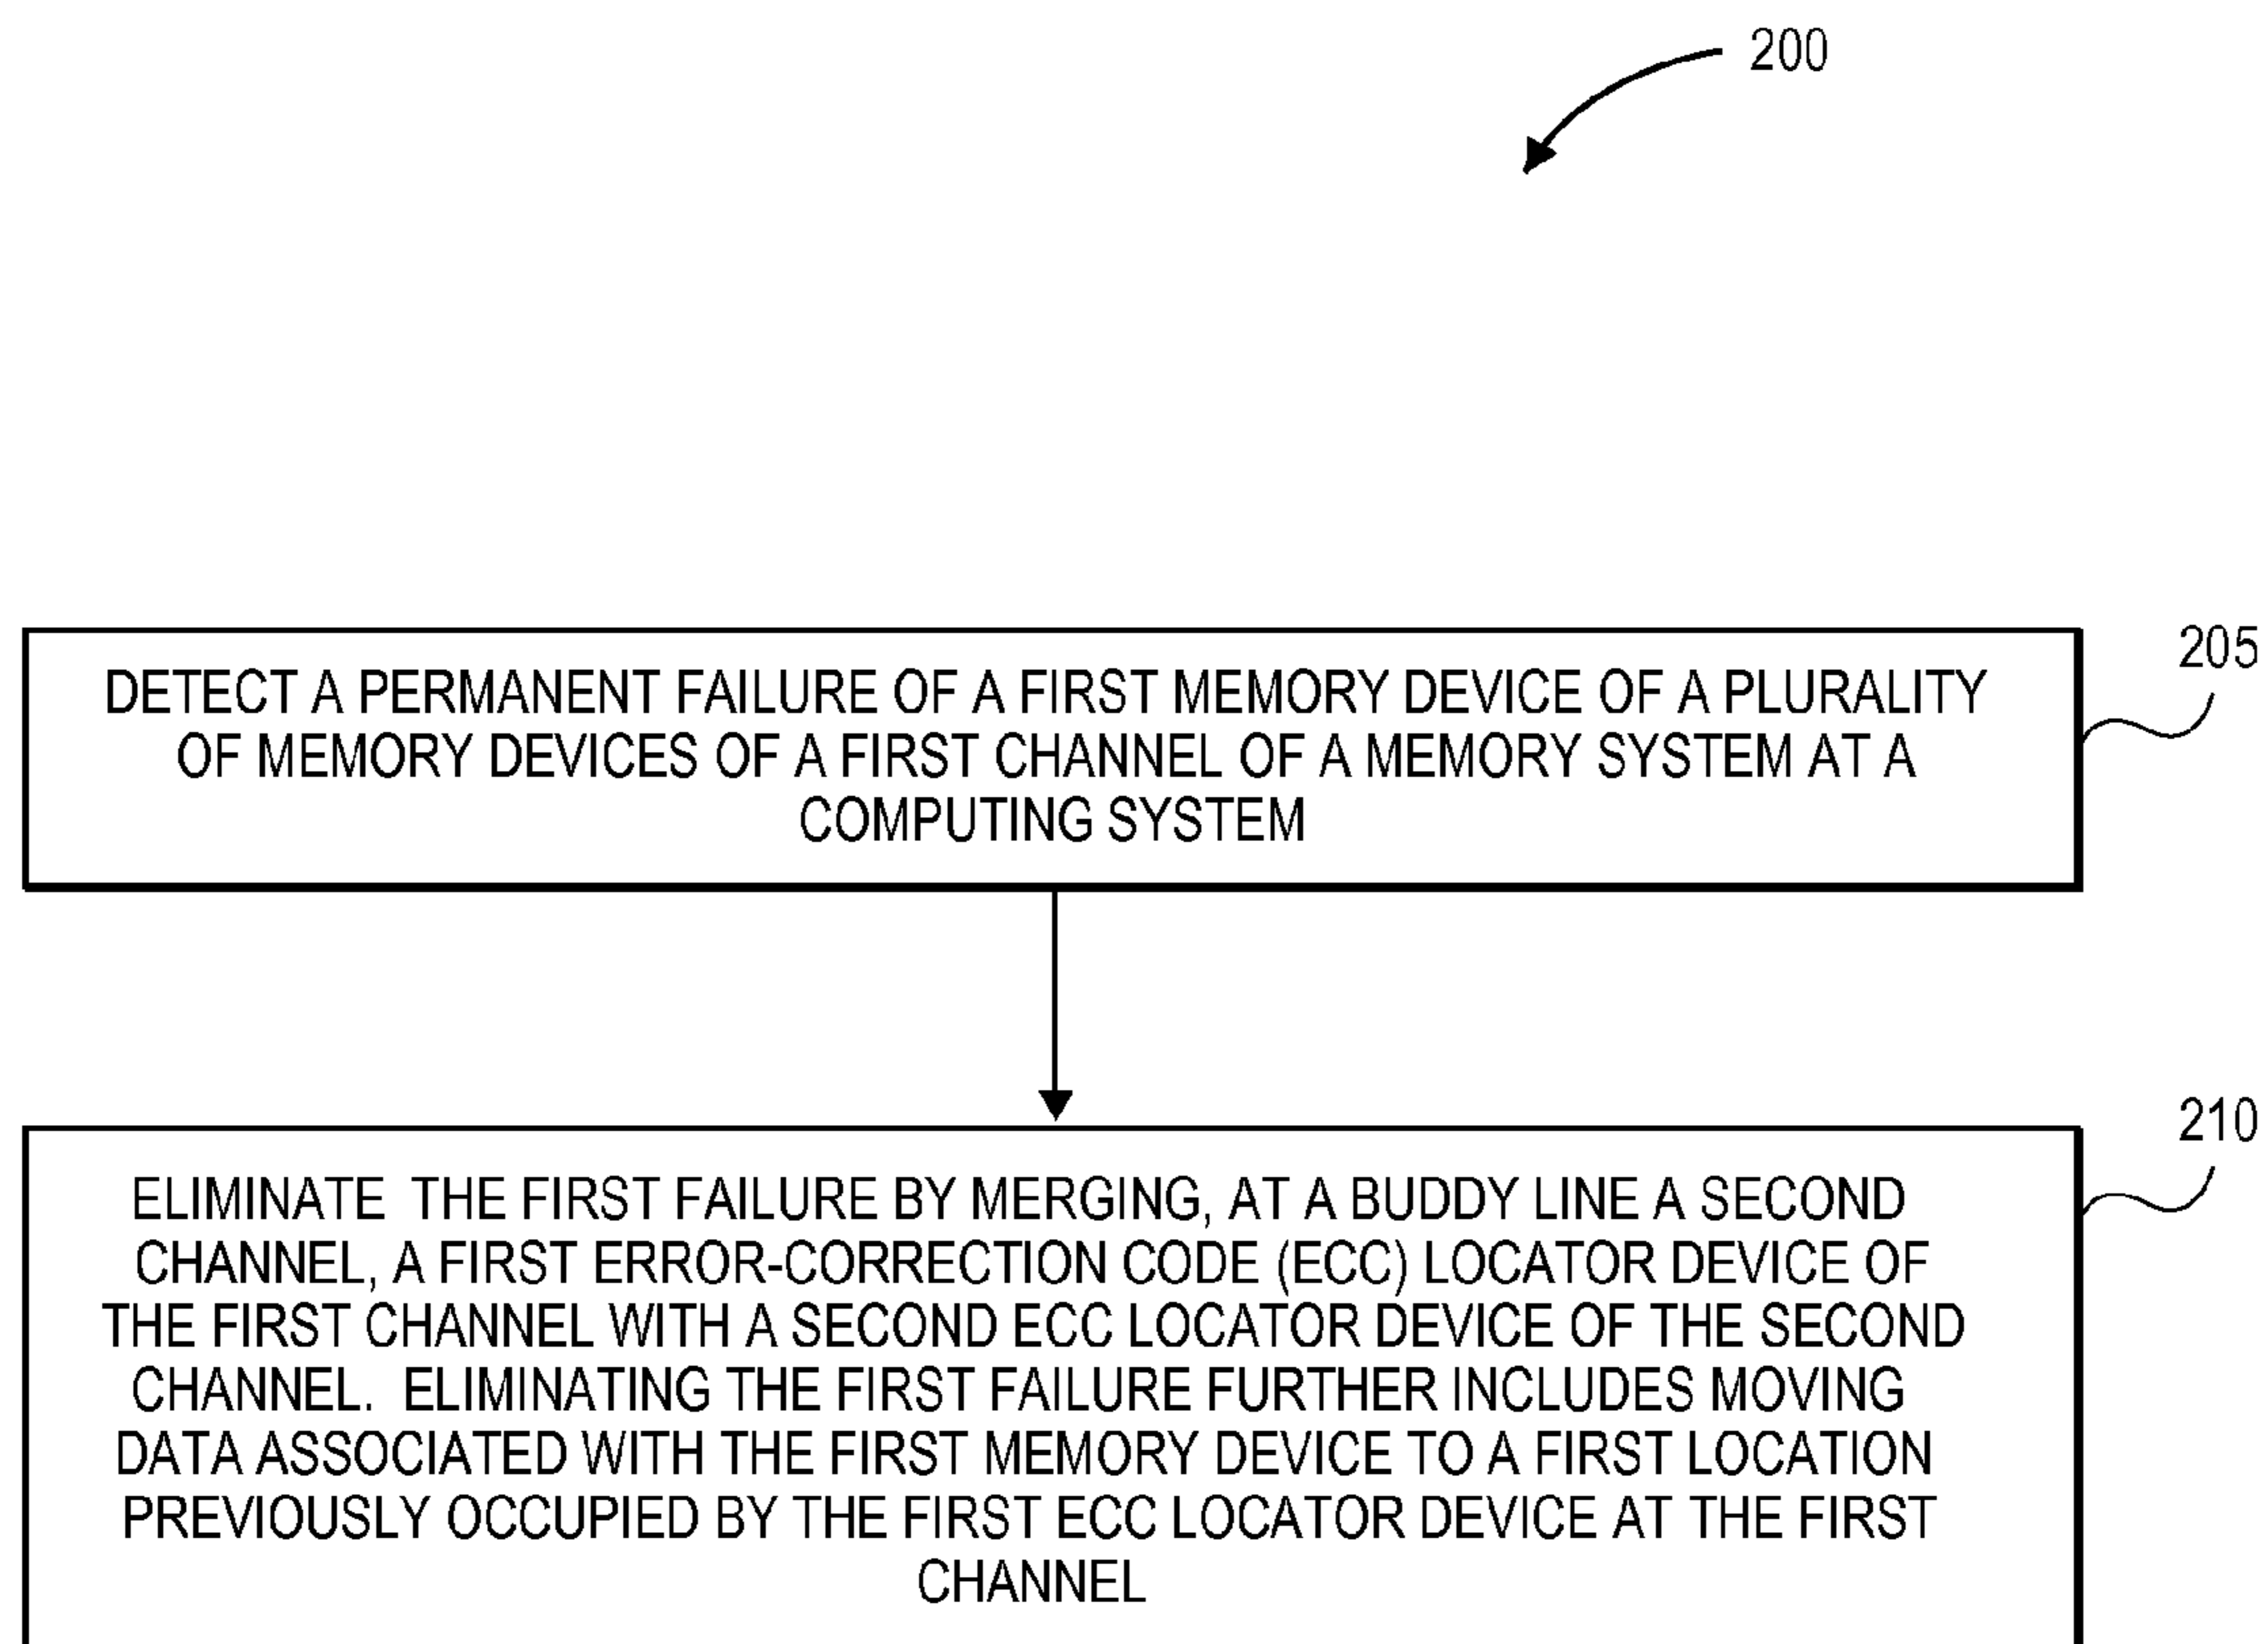 200
205
DETECT A PERMANENT FAILURE OF A FIRST MEMORY DEVICE OF A PLURALITY
OF MEMORY DEVICES OF A FIRST CHANNEL OF A MEMORY SYSTEM AT A
COMPUTING SYSTEM
210
ELIMINATE THE FIRST FAILURE BY MERGING, AT A BUDDY LINE A SECOND
CHANNEL, A FIRST ERROR-CORRECTION CODE (ECC) LOCATOR DEVICE OF
THE FIRST CHANNEL WITH A SECOND ECC LOCATOR DEVICE OF THE SECOND
CHANNEL. ELIMINATING THE FIRST FAILURE FURTHER INCLUDES MOVING
DATA ASSOCIATED WITH THE FIRST MEMORY DEVICE TO A FIRST LOCATION
PREVIOUSLY OCCUPIED BY THE FIRST ECC LOCATOR DEVICE AT THE FIRST
CHANNEL